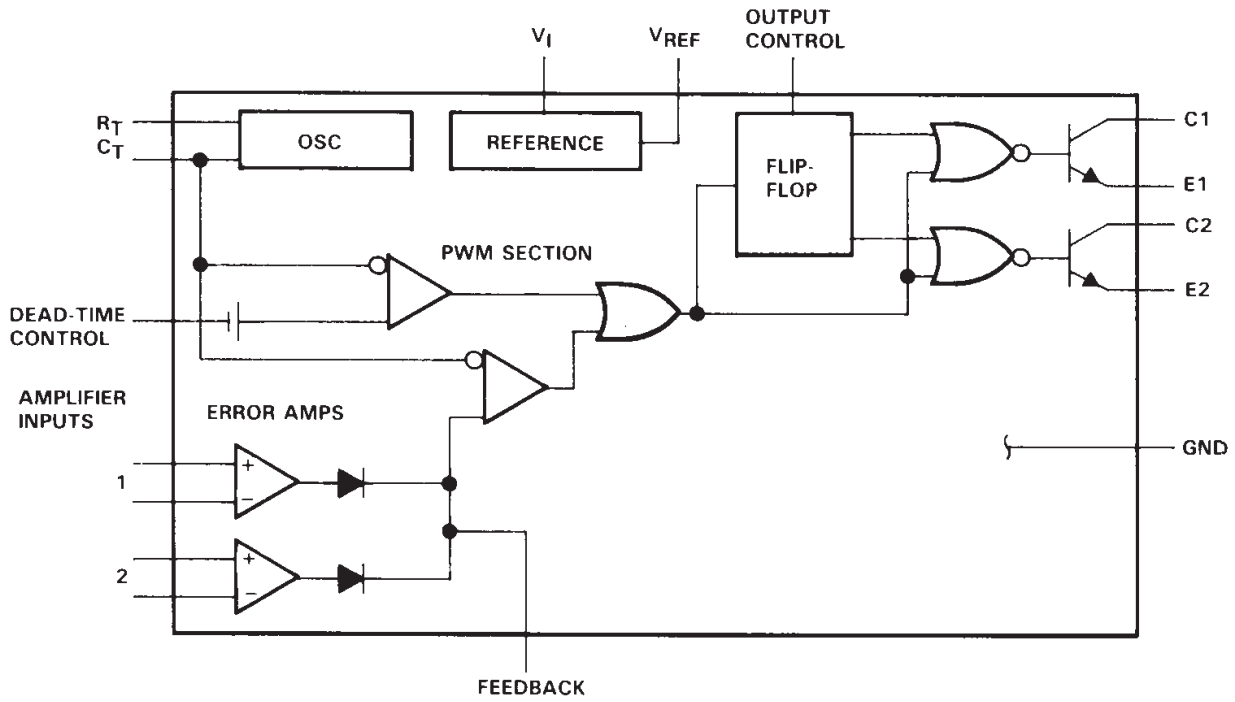 OUTPUT
CONTROL
VI
VREF
RT
CT
OSC
REFERENCE
FLIP-
FLOP
C1
E1
C2
E2
PWM SECTION
DEAD-TIME
CONTROL
AMPLIFIER
INPUTS
ERROR AMPS
GND
1
+
−
2
+
−
FEEDBACK